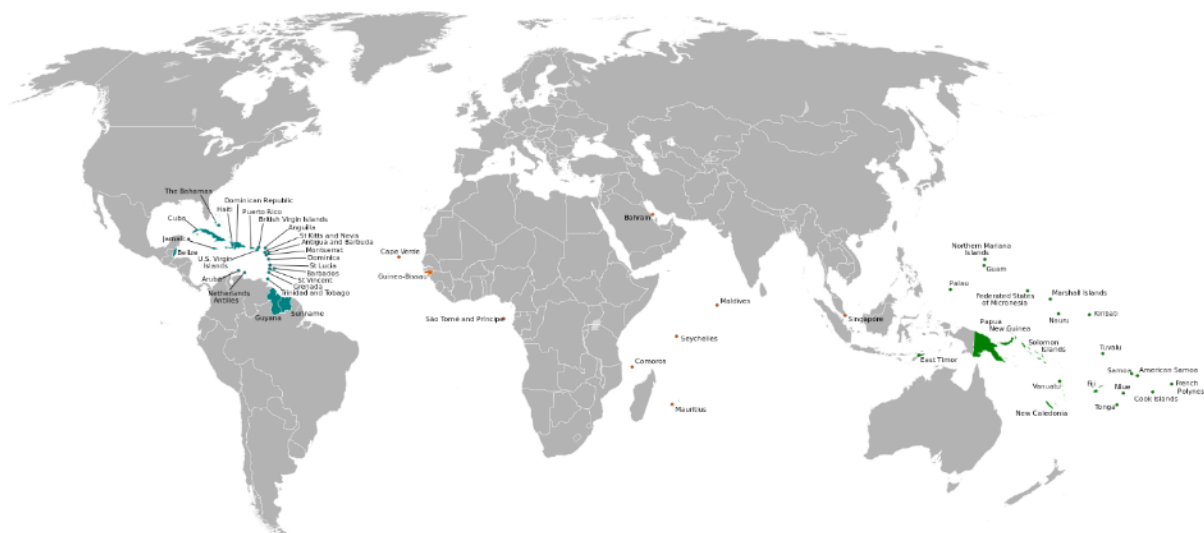 The Bahamas
Dominican Republic
Haiti
Puerto Rico
Cuba
British Virgin Islands
Anguilla
St Kitts and Nevis
Jamaica
Antigua and Barbuda
Belize
Montserrat
U.S. Virgin
Islands
Dominica
St Lucia
Aruba
Barbados
St Vincent
Grenada
Netherlands
Antilles
Trinidad and Tobago
Guyana
Suriname
Cape Verde
Guinea-Bissau
São Tomé and Príncipe
Bahrain
Maldives
Seychelles
Comoros
Mauritius
Singapore
Northern Mariana
Islands
Guam
Palau
Federated States
of Micronesia
Marshall Islands
Nauru
Kiribati
Papua
New Guinea
Solomon
Islands
East Timor
Tuvalu
Samoa
American Samoa
Vanuatu
Fiji
Niue
French
Polynes
Cook Islands
Tonga
New Caledonia